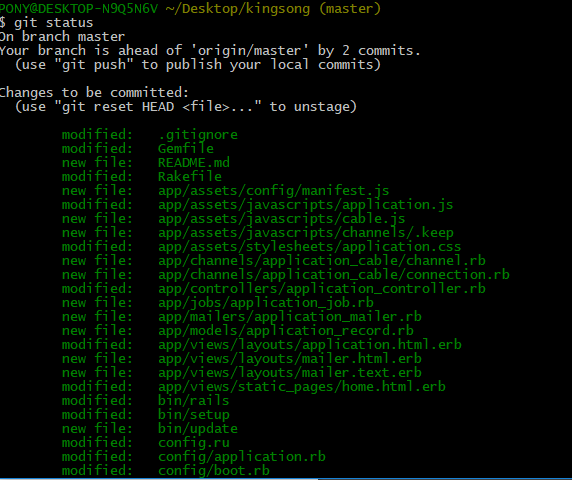 PONY@DESKTOP-N9Q5N6V ~/Desktop/kingsong (master)
$ git status
On branch master
Your branch is ahead of 'origin/master' by 2 commits.
  (use "git push" to publish your local commits)

Changes to be committed:
  (use "git reset HEAD <file>..." to unstage)

        modified:   .gitignore
        modified:   Gemfile
        new file:   README.md
        modified:   Rakefile
        new file:   app/assets/config/manifest.js
        modified:   app/assets/javascripts/application.js
        new file:   app/assets/javascripts/cable.js
        new file:   app/assets/javascripts/channels/.keep
        modified:   app/assets/stylesheets/application.css
        new file:   app/channels/application_cable/channel.rb
        new file:   app/channels/application_cable/connection.rb
        modified:   app/controllers/application_controller.rb
        new file:   app/jobs/application_job.rb
        new file:   app/mailers/application_mailer.rb
        new file:   app/models/application_record.rb
        modified:   app/views/layouts/application.html.erb
        new file:   app/views/layouts/mailer.html.erb
        new file:   app/views/layouts/mailer.text.erb
        modified:   app/views/static_pages/home.html.erb
        modified:   bin/rails
        modified:   bin/setup
        new file:   bin/update
        modified:   config.ru
        modified:   config/application.rb
        modified:   config/boot.rb